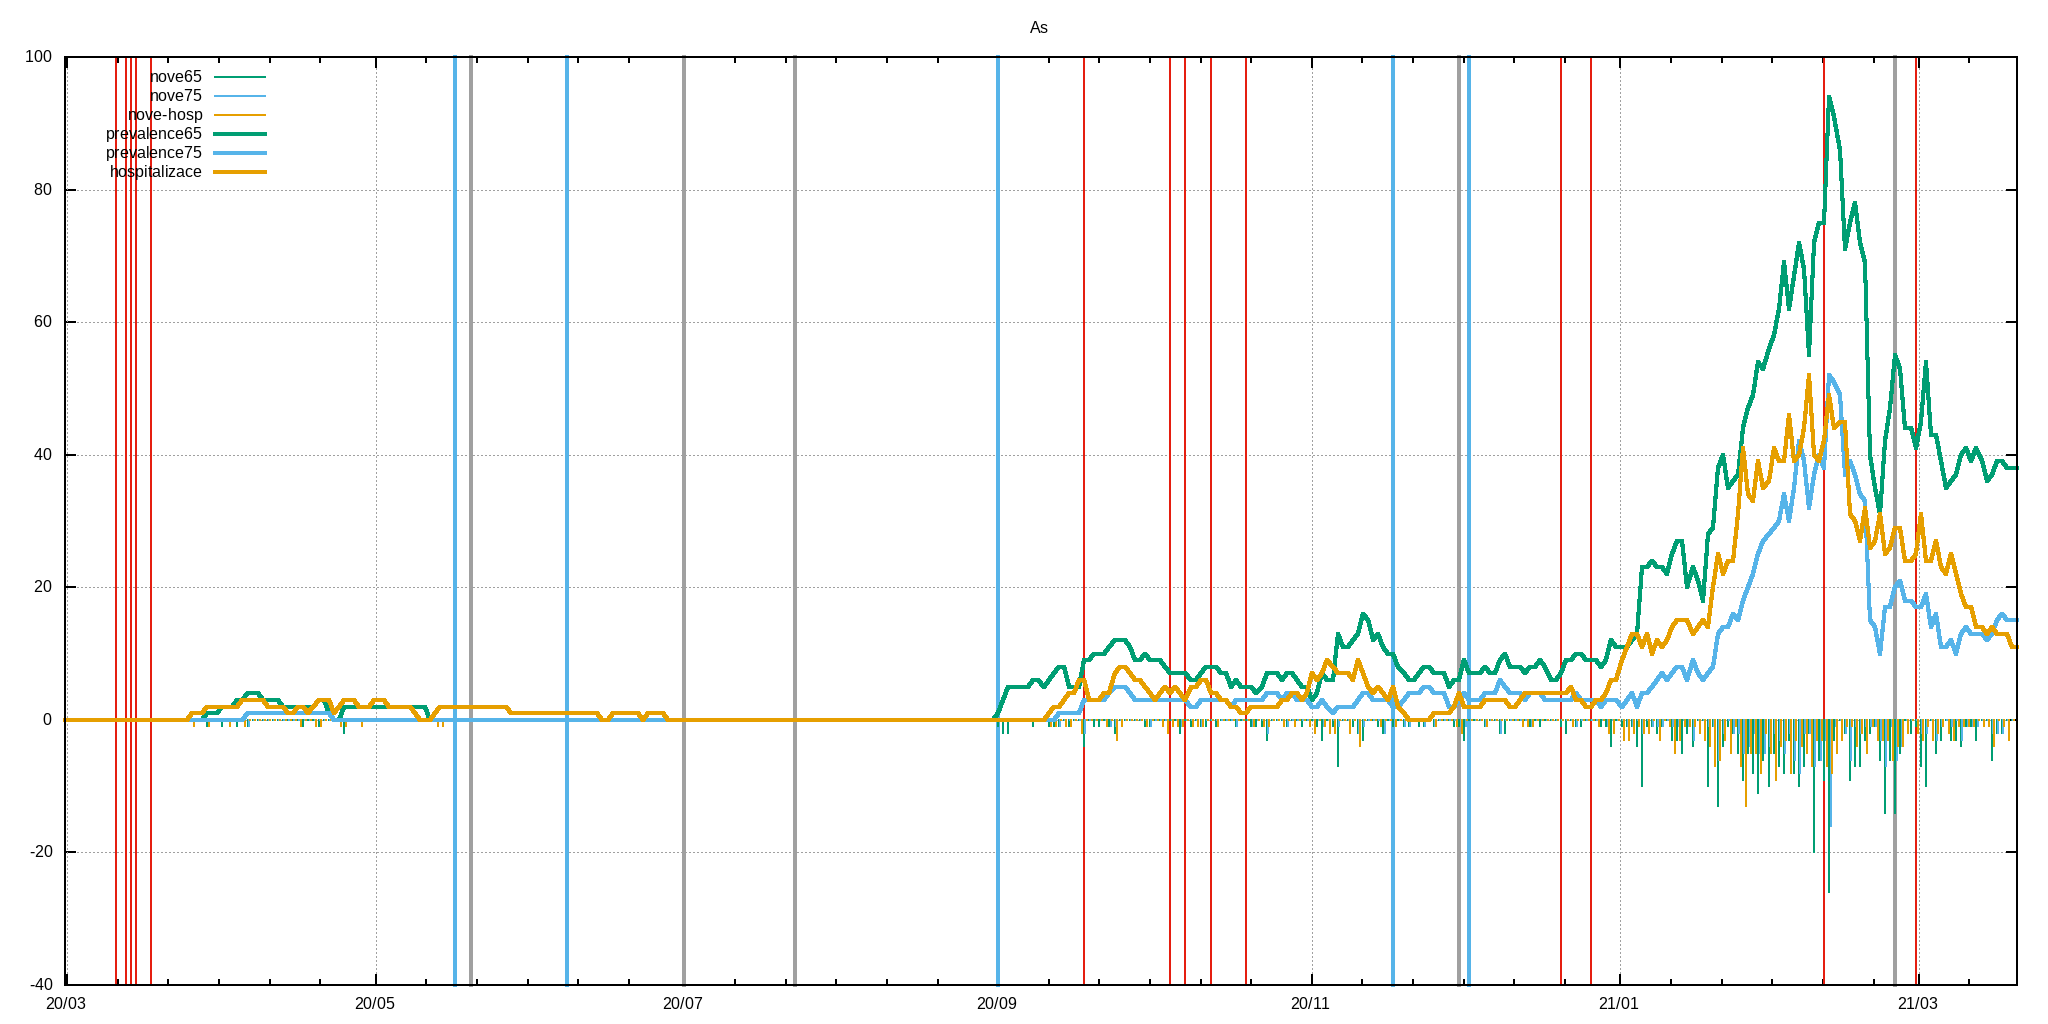 As
100
80
60
40
20
0
-20
-40
nove65
nove75
nove-hosp
prevalence65
prevalence75
hospitalizace
20/03 20/05 20/07 20/09 20/11 21/01 21/03